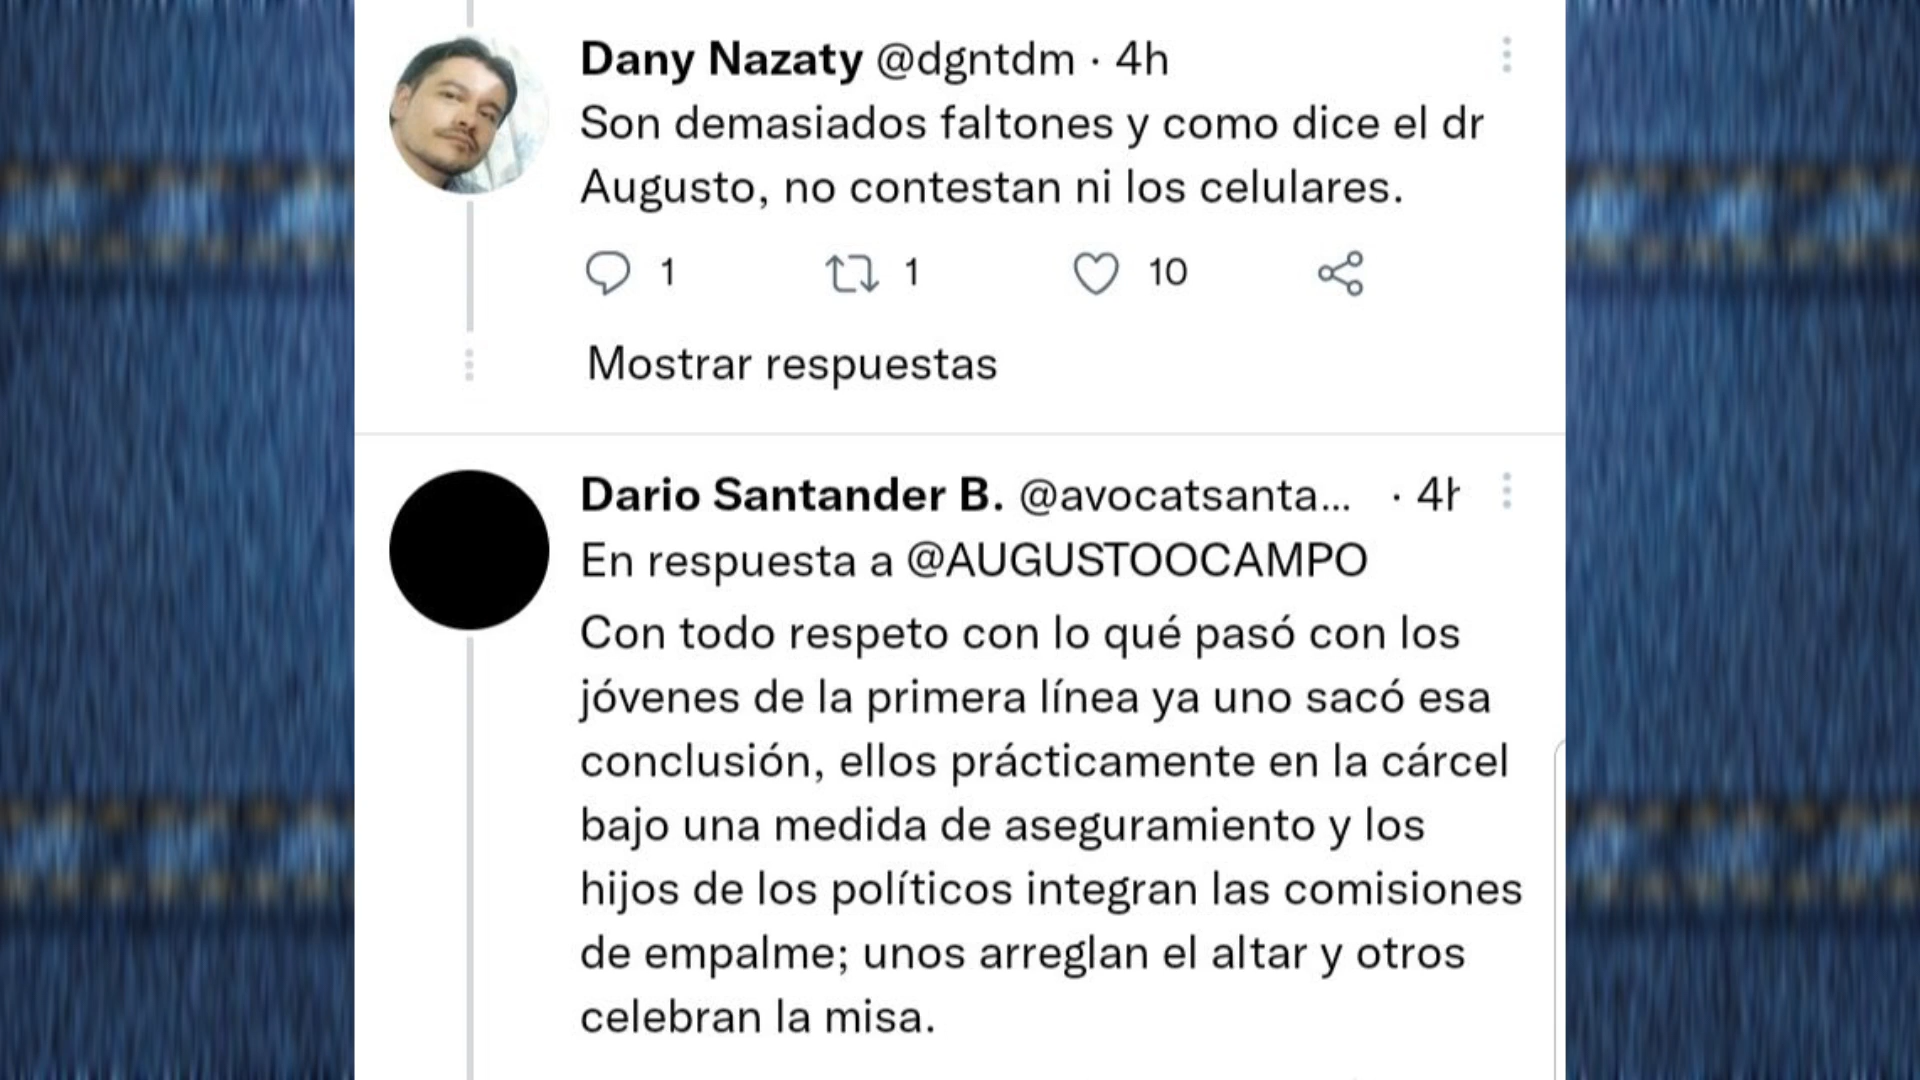 Dany Nazaty @dgntdm · 4h
Son demasiados faltones y como dice el dr
Augusto, no contestan ni los celulares.
1 1 10
Mostrar respuestas
Dario Santander B. @avocatsanta... · 4h
En respuesta a @AUGUSTOOCAMPO
Con todo respeto con lo qué pasó con los
jóvenes de la primera línea ya uno sacó esa
conclusión, ellos prácticamente en la cárcel
bajo una medida de aseguramiento y los
hijos de los políticos integran las comisiones
de empalme; unos arreglan el altar y otros
celebran la misa.